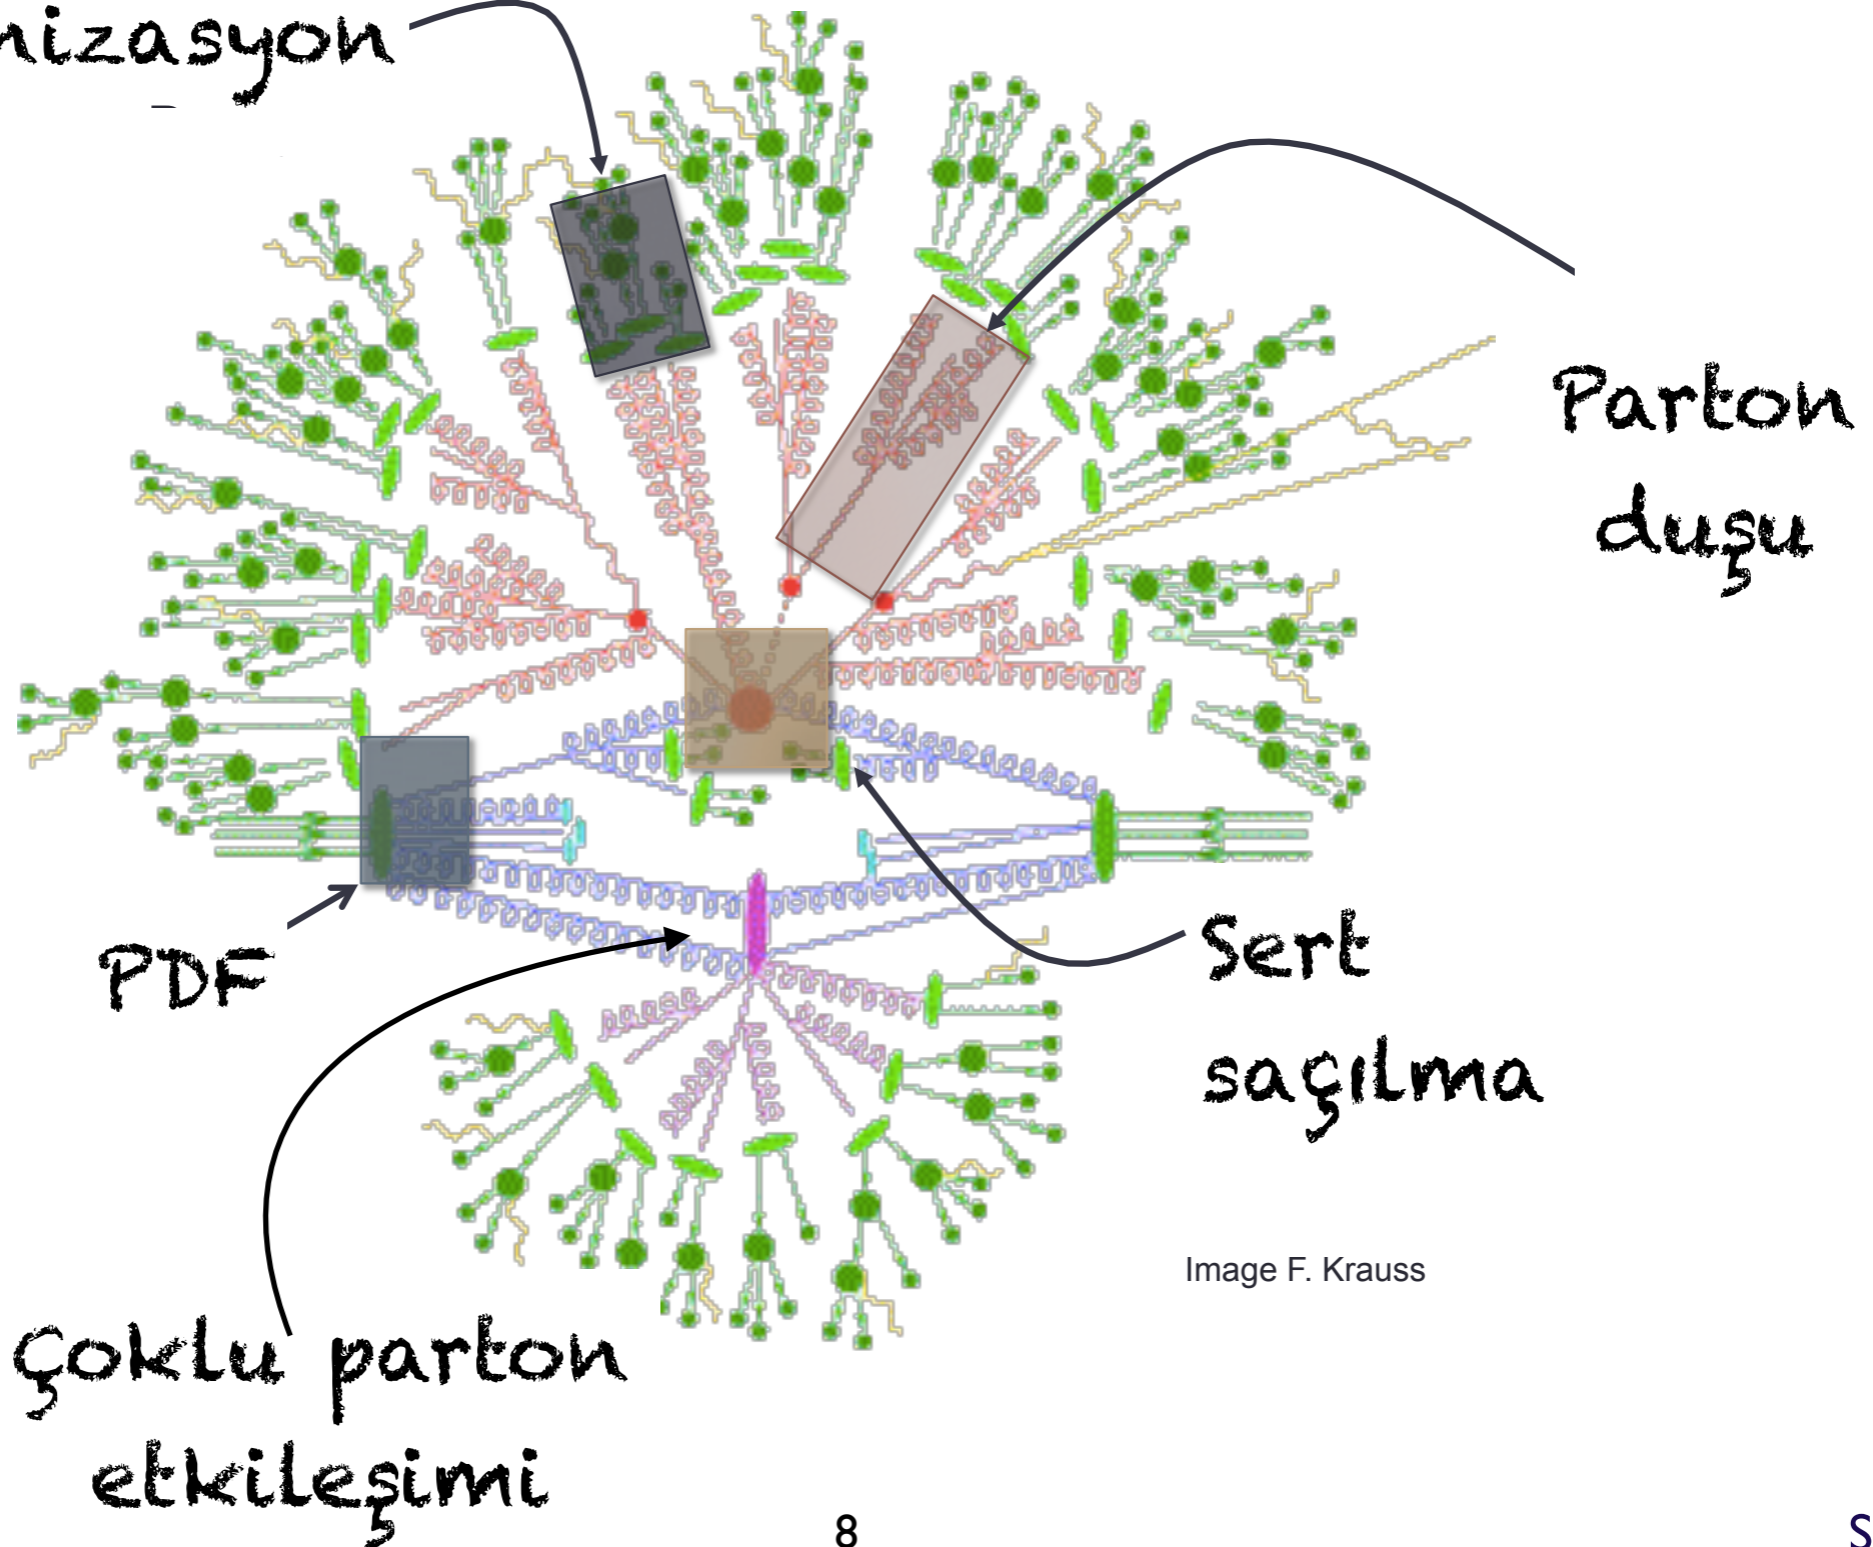 nizasyon
Parton
duşu
PDF
Sert
saçılma
Image F. Krauss
Çoklu parton
etkileşimi
8
S